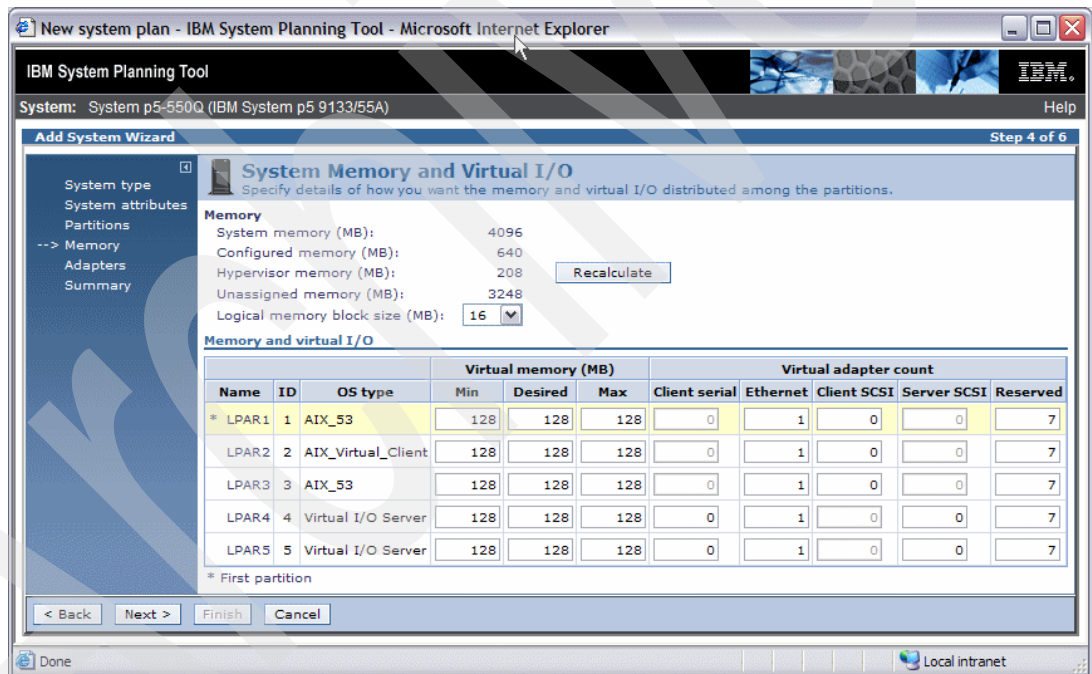 New system plan - IBM System Planning Tool - Microsoft Internet Explorer
IBM System Planning Tool
IBM.
System: System p5-550Q (IBM System p5 9133/55A)
Help
Add System Wizard
Step 4 of 6
System type
System attributes
Partitions
--> Memory
Adapters
Summary
System Memory and Virtual I/O
Specify details of how you want the memory and virtual I/O distributed among the partitions.
Memory
System memory (MB): 4096
Configured memory (MB): 640
Hypervisor memory (MB): 208 Recalculate
Unassigned memory (MB): 3248
Logical memory block size (MB): 16
Memory and virtual I/O
Virtual memory (MB) Virtual adapter count
Name ID OS type Min Desired Max Client serial Ethernet Client SCSI Server SCSI Reserved
* LPAR1 1 AIX_53 128 128 128 0 1 0 0 7
LPAR2 2 AIX_Virtual_Client 128 128 128 0 1 0 0 7
LPAR3 3 AIX_53 128 128 128 0 1 0 0 7
LPAR4 4 Virtual I/O Server 128 128 128 0 1 0 0 7
LPAR5 5 Virtual I/O Server 128 128 128 0 1 0 0 7
* First partition
< Back Next > Finish Cancel
Done
Local intranet